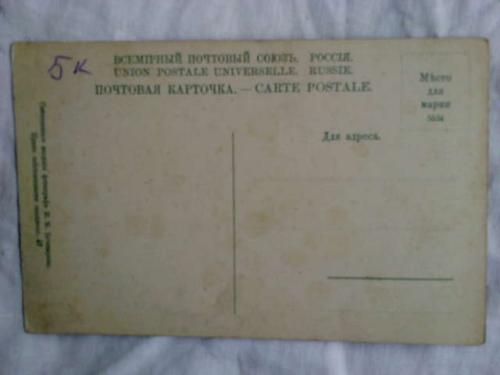 5к
ВСЕМІРНЫЙ ПОЧТОВЫЙ СОЮЗЪ. РОССІЯ.
UNION POSTALE UNIVERSELLE. RUSSIE.
ПОЧТОВАЯ КАРТОЧКА. — CARTE POSTALE.
Мѣсто
для
марки
Для адреса.